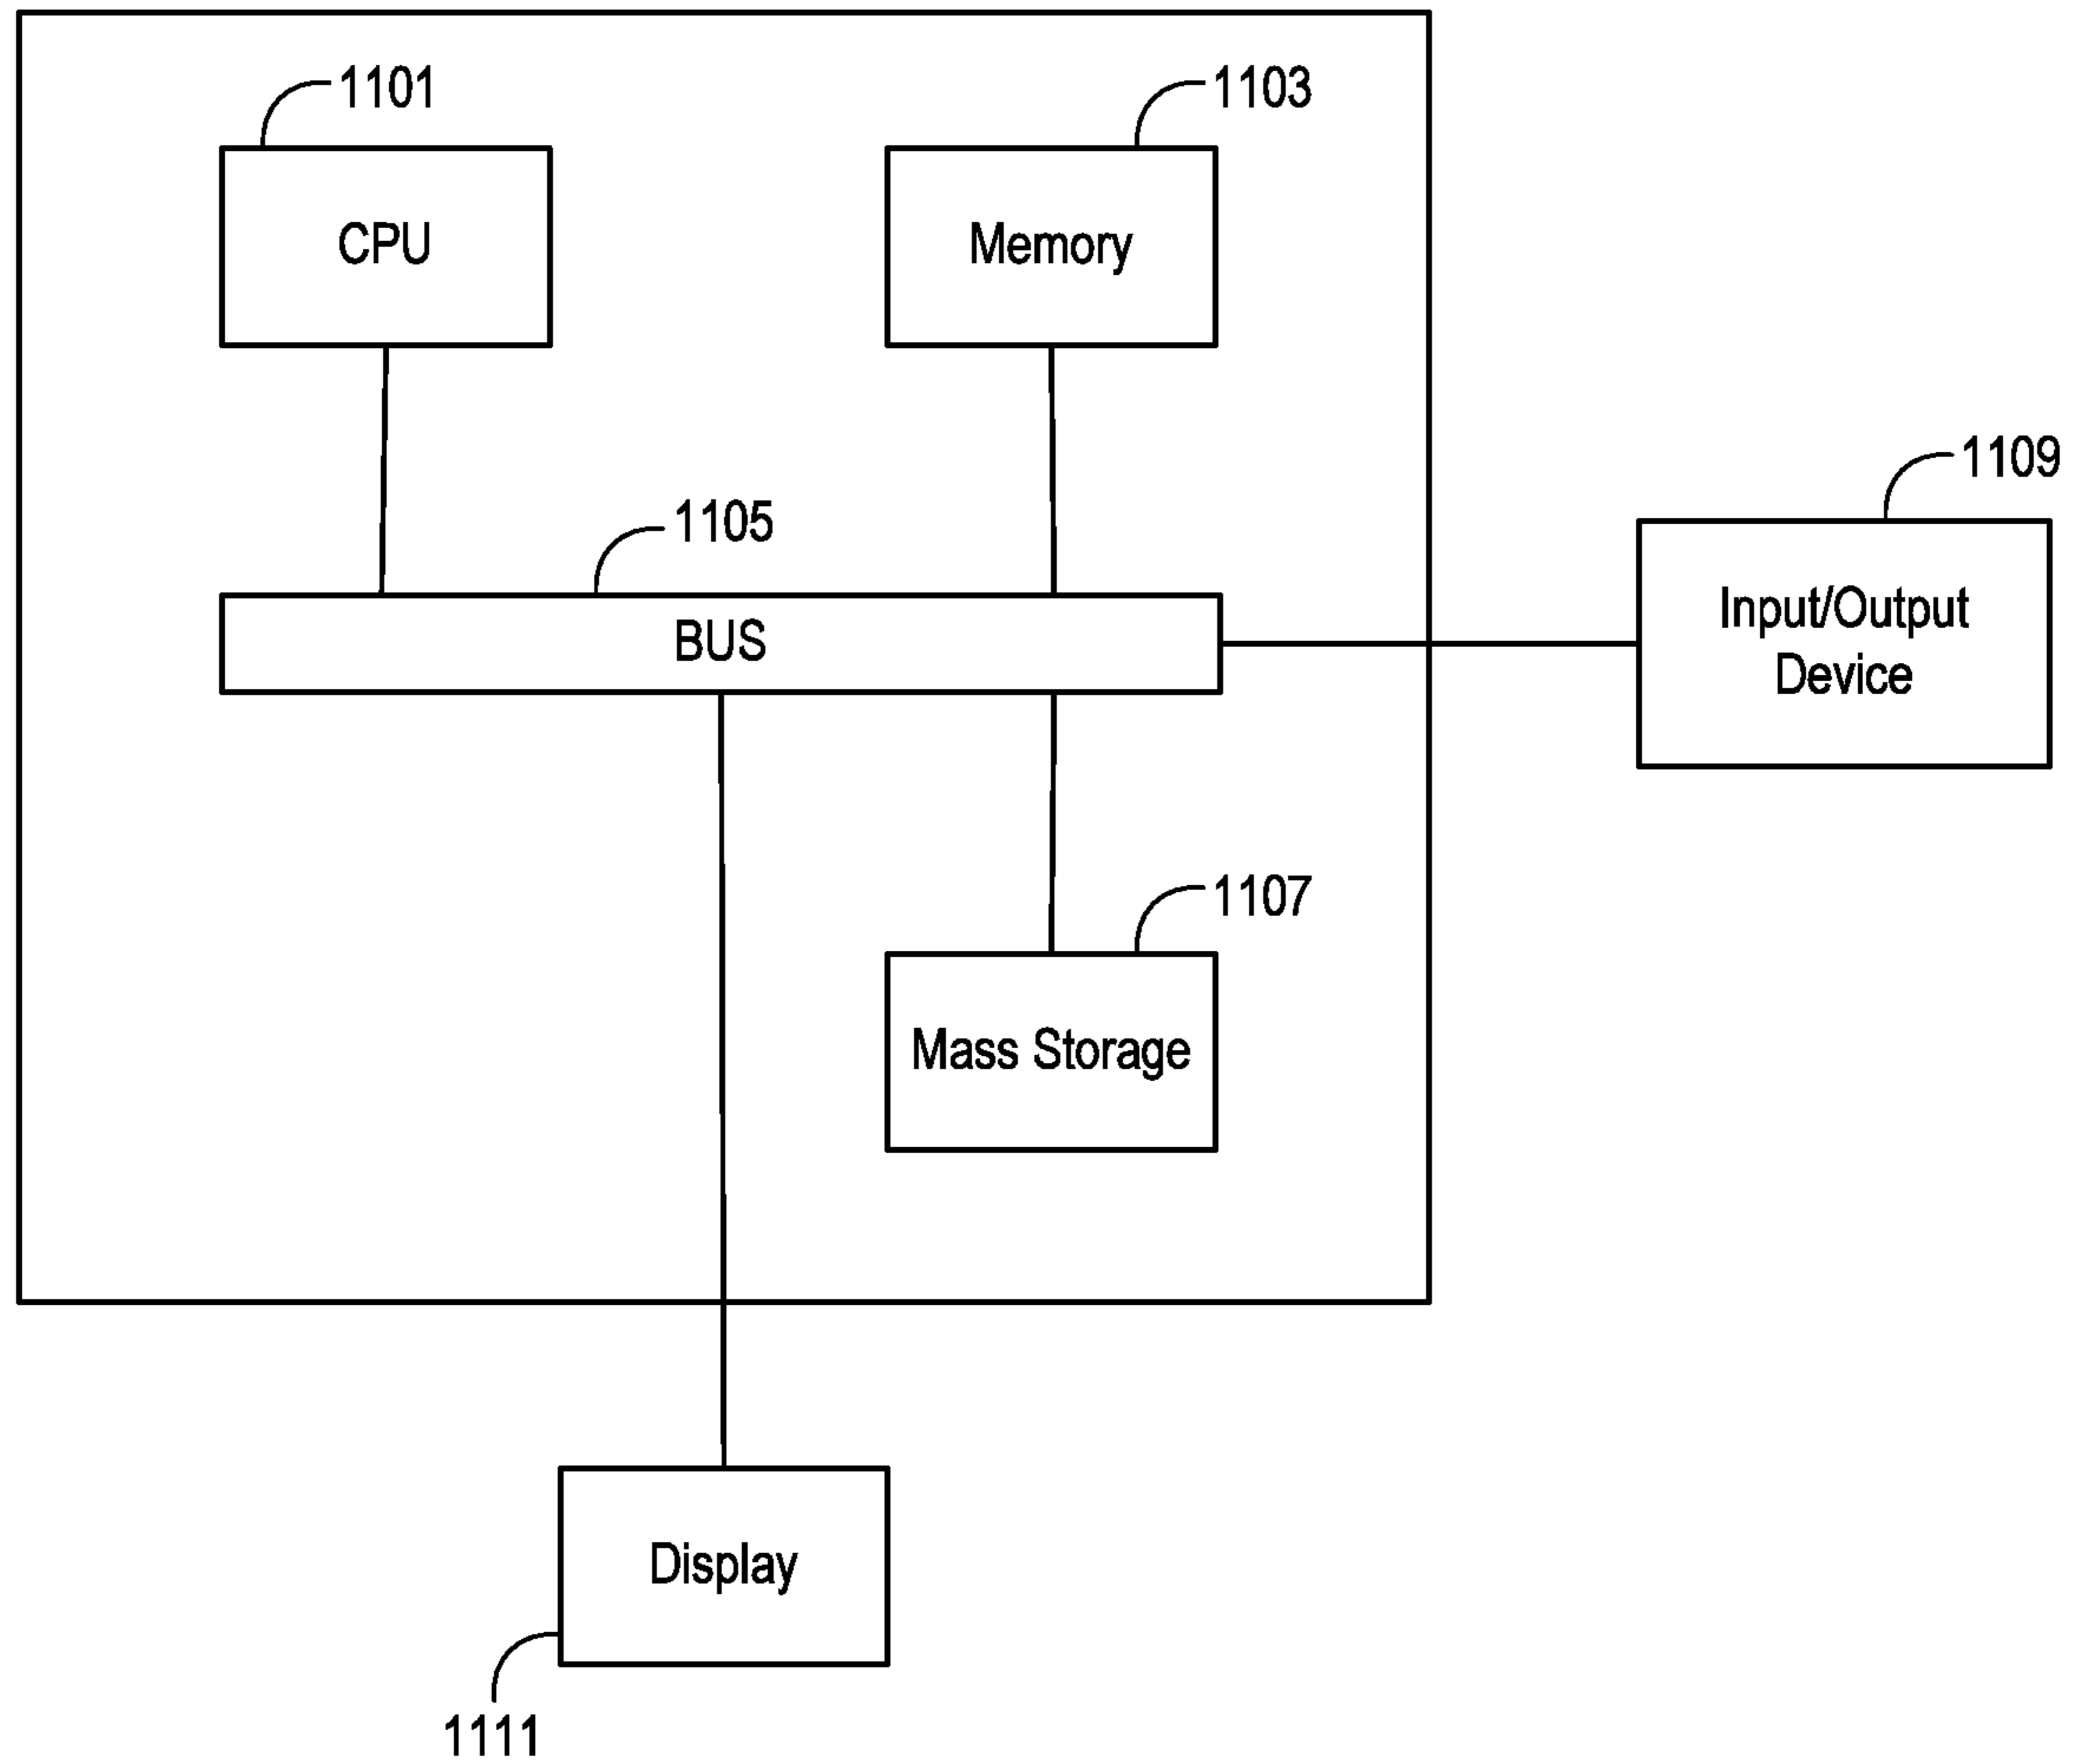 1101
1103
CPU
Memory
1109
1105
Input/Output
Device
BUS
1107
Mass Storage
Display
1111